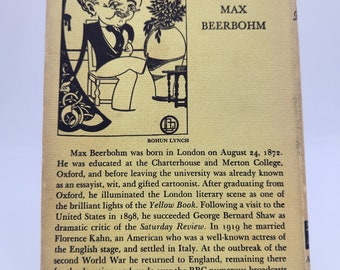 MAX
BEERBOHM
BOHUN LYNCH
Max Beerbohm was born in London on August 24, 1872.
He was educated at the Charterhouse and Merton College,
Oxford, and before leaving the university was already known
as an essayist, wit, and gifted cartoonist. After graduating from
Oxford, he illuminated the London literary scene as one of
the brilliant lights of the Yellow Book. Following a visit to the
United States in 1898, he succeeded George Bernard Shaw as
dramatic critic of the Saturday Review. In 1919 he married
Florence Kahn, an American who was a well-known actress of
the English stage, and settled in Italy. At the outbreak of the
second World War he returned to England, remaining there